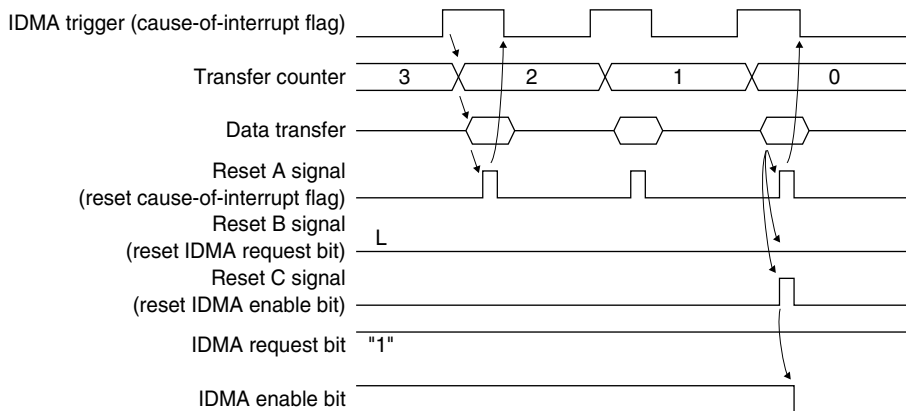 IDMA trigger (cause-of-interrupt flag)
Transfer counter 3 2 1 0
Data transfer
Reset A signal
(reset cause-of-interrupt flag)
Reset B signal
(reset IDMA request bit) L
Reset C signal
(reset IDMA enable bit)
IDMA request bit "1"
IDMA enable bit